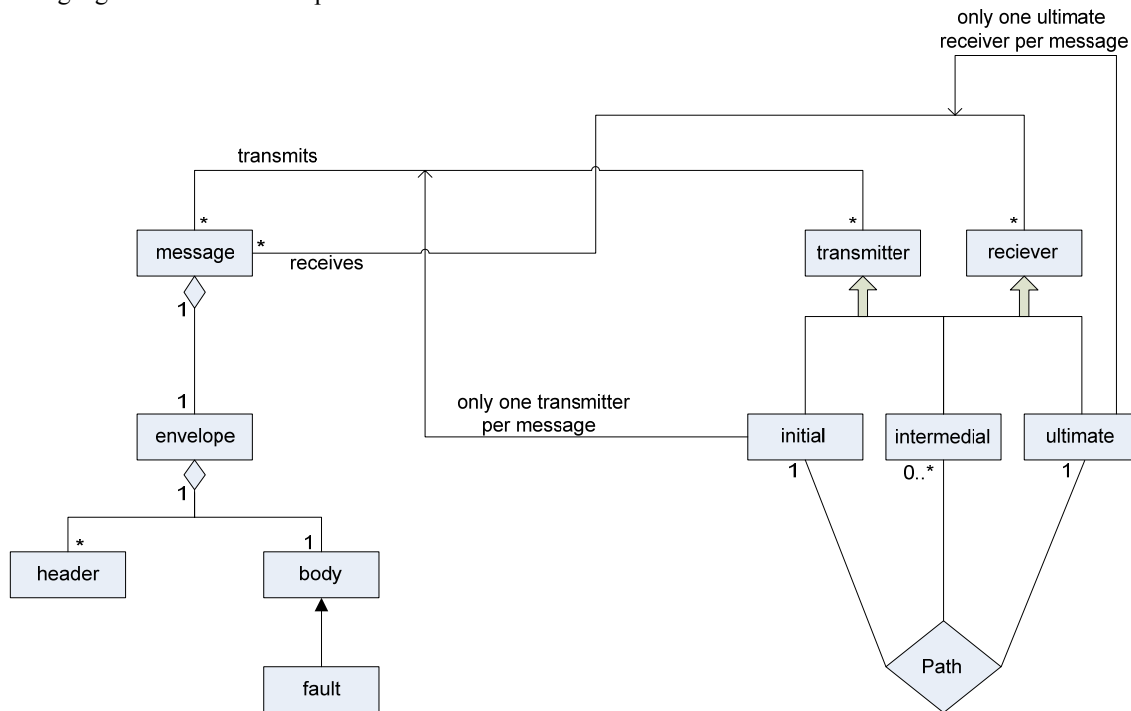 only one ultimate
receiver per message
transmits
*
*
*
message
*
receives
transmitter
reciever
1
only one transmitter
per message
1
envelope
initial
intermedial
ultimate
1
0..*
1
1
*
1
header
body
Path
fault